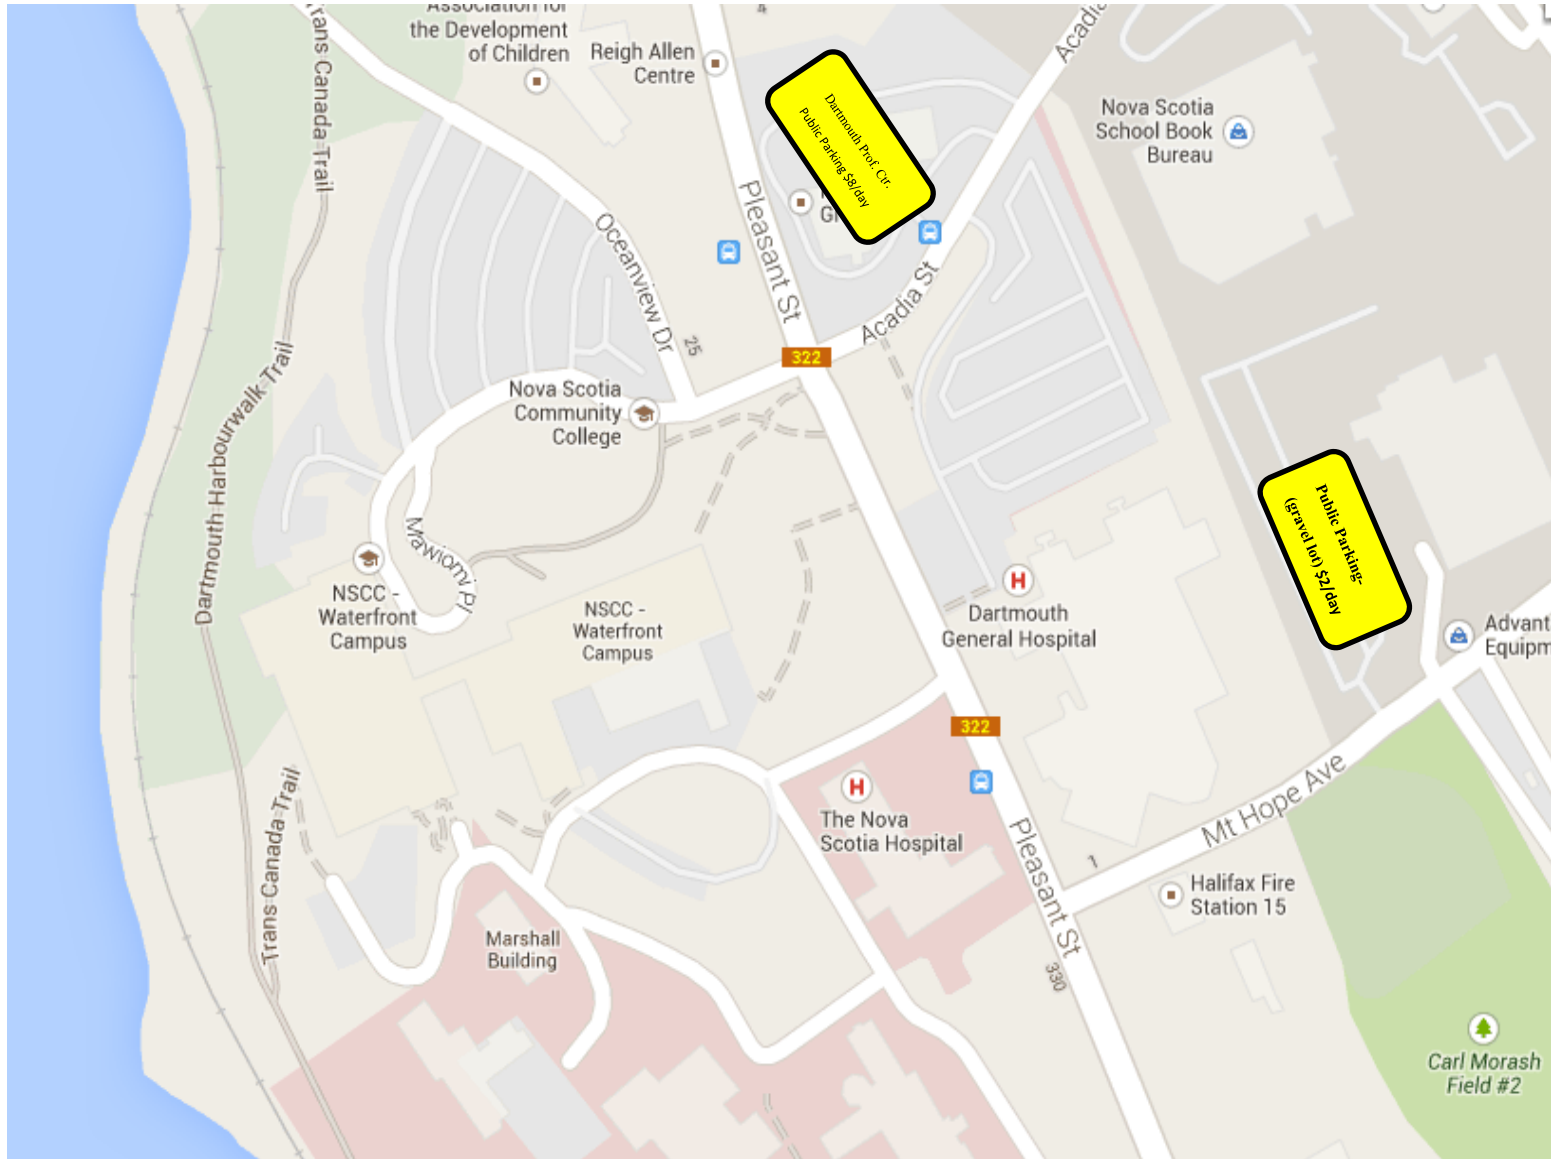 Association for
the Development
of Children
Reigh Allen
Centre
4
Acadia
Trans Canada Trail
Nova Scotia
School Book
Bureau
Dartmouth Prof. Ctr.
Public Parking $8/day
Pleasant St
Oceanview Dr
25
Acadia St
322
Dartmouth Harbourwalk Trail
Nova Scotia
Community
College
Mawiomi Pl
NSCC -
Waterfront
Campus
NSCC -
Waterfront
Campus
Dartmouth
General Hospital
Public Parking-
(gravel lot) $2/day
Advant
Equipm
322
Trans Canada Trail
The Nova
Scotia Hospital
Pleasant St
Mt Hope Ave
1
Halifax Fire
Station 15
Marshall
Building
330
Carl Morash
Field #2